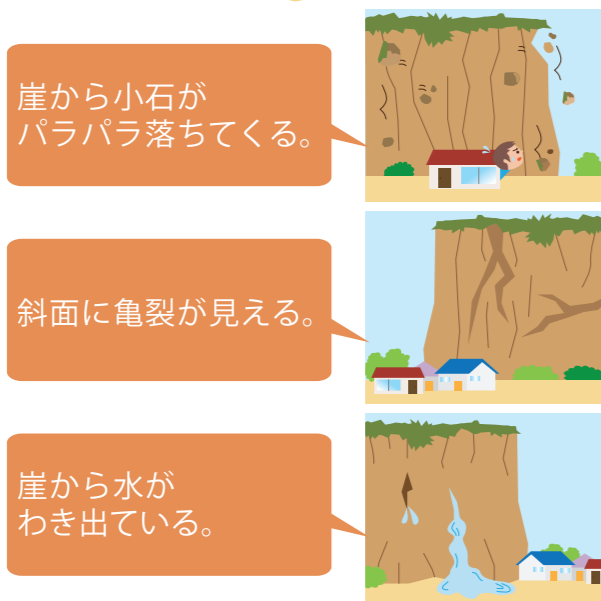 崖から小石が
パラパラ落ちてくる。
斜面に亀裂が見える。
崖から水が
わき出ている。